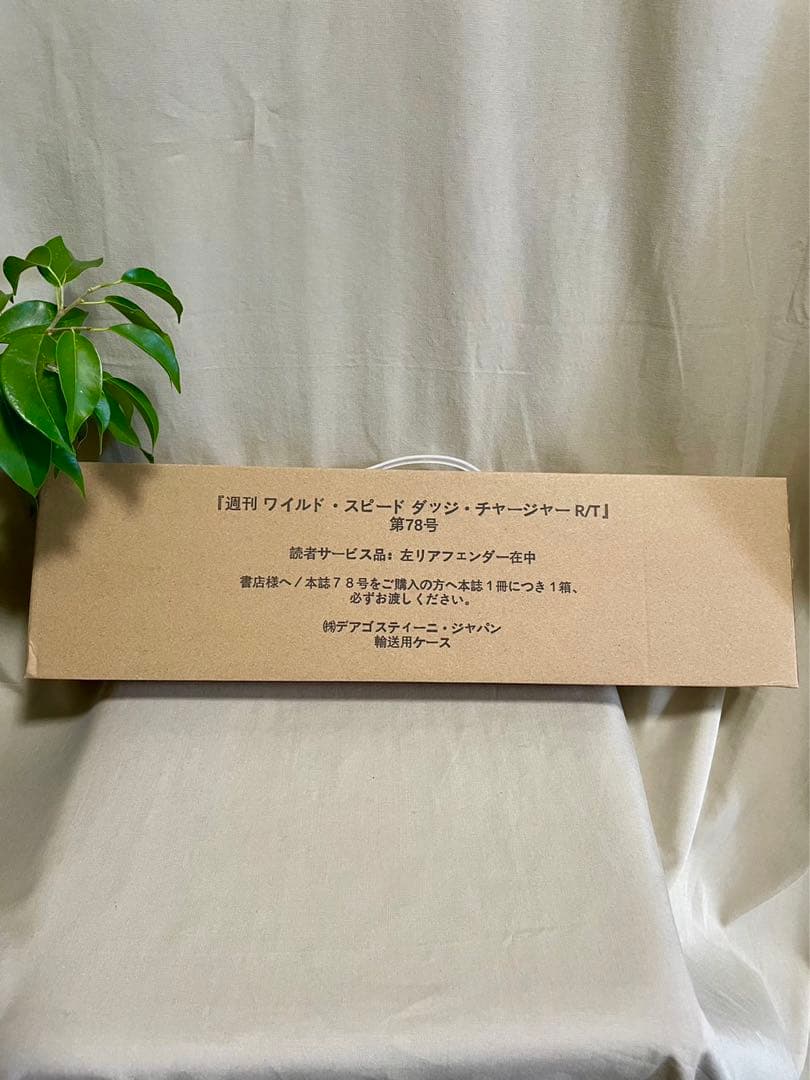 『週刊 ワイルド・スピード ダッジ・チャージャー R/T』
第78号
読者サービス品：左リアフェンダー在中
書店様へ／本誌７８号をご購入の方へ本誌１冊につき１箱、
必ずお渡しください。
㈱デアゴスティーニ・ジャパン
輸送用ケース